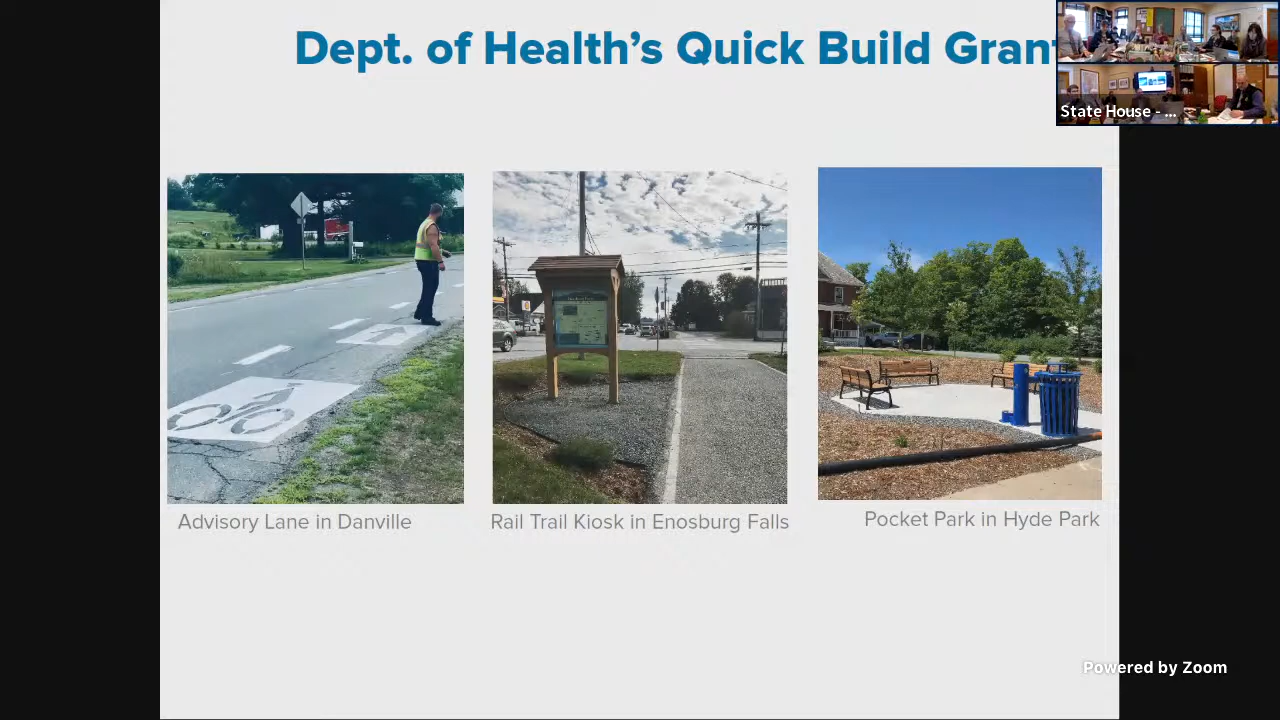 Dept. of Health's Quick Build Grant
State House - ...
Advisory Lane in Danville
Rail Trail Kiosk in Enosburg Falls
Pocket Park in Hyde Park
Powered by Zoom